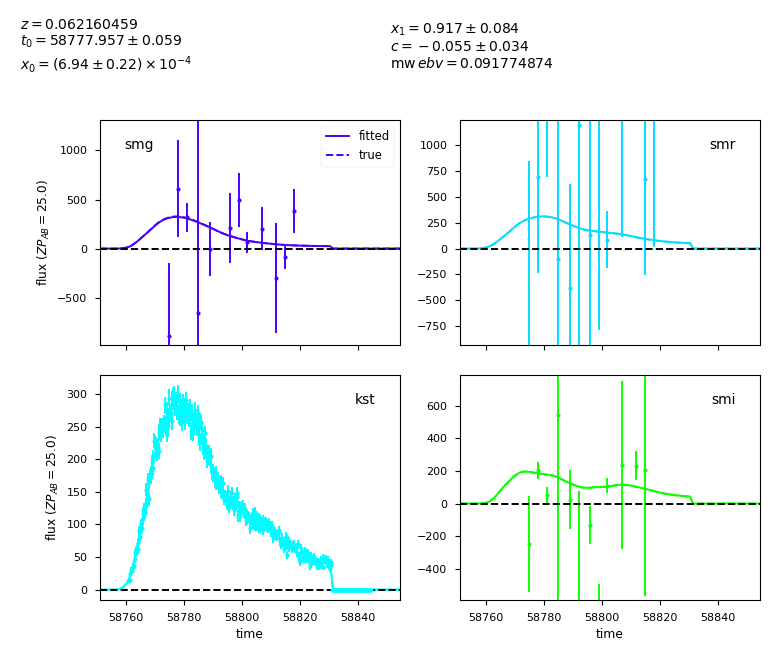 z = 0.062160459
t₀ = 58777.957 ± 0.059
x₀ = (6.94 ± 0.22) × 10⁻⁴
x₁ = 0.917 ± 0.084
c = −0.055 ± 0.034
mw ebv = 0.091774874
smg
fitted
true
1000
500
0
−500
flux (ZP_AB = 25.0)
smr
1000
750
500
250
0
−250
−500
−750
kst
300
250
200
150
100
50
0
flux (ZP_AB = 25.0)
58760 58780 58800 58820 58840
time
smi
600
400
200
0
−200
−400
58760 58780 58800 58820 58840
time